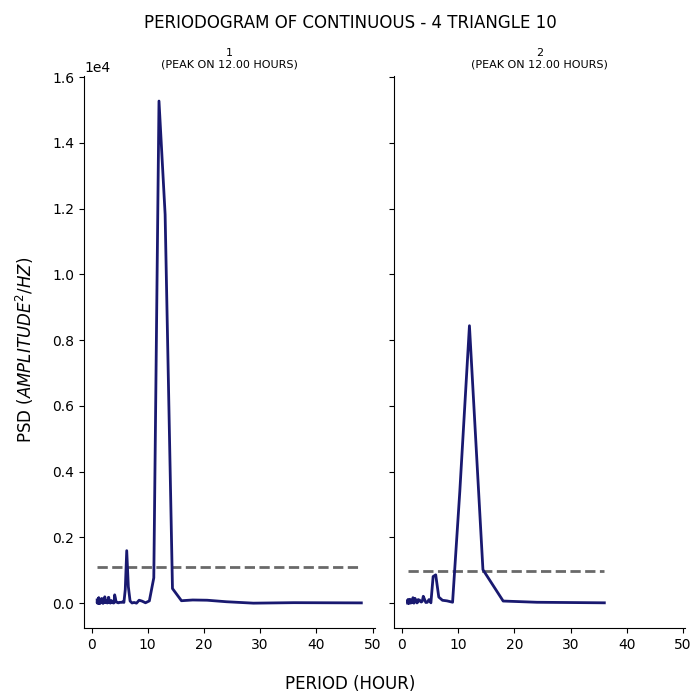 PERIODOGRAM OF CONTINUOUS - 4 TRIANGLE 10
1
(PEAK ON 12.00 HOURS)
2
(PEAK ON 12.00 HOURS)
1e4
1.6
1.4
1.2
1.0
0.8
0.6
0.4
0.2
0.0
PSD (AMPLITUDE²/HZ)
0 10 20 30 40 50
0 10 20 30 40 50
PERIOD (HOUR)